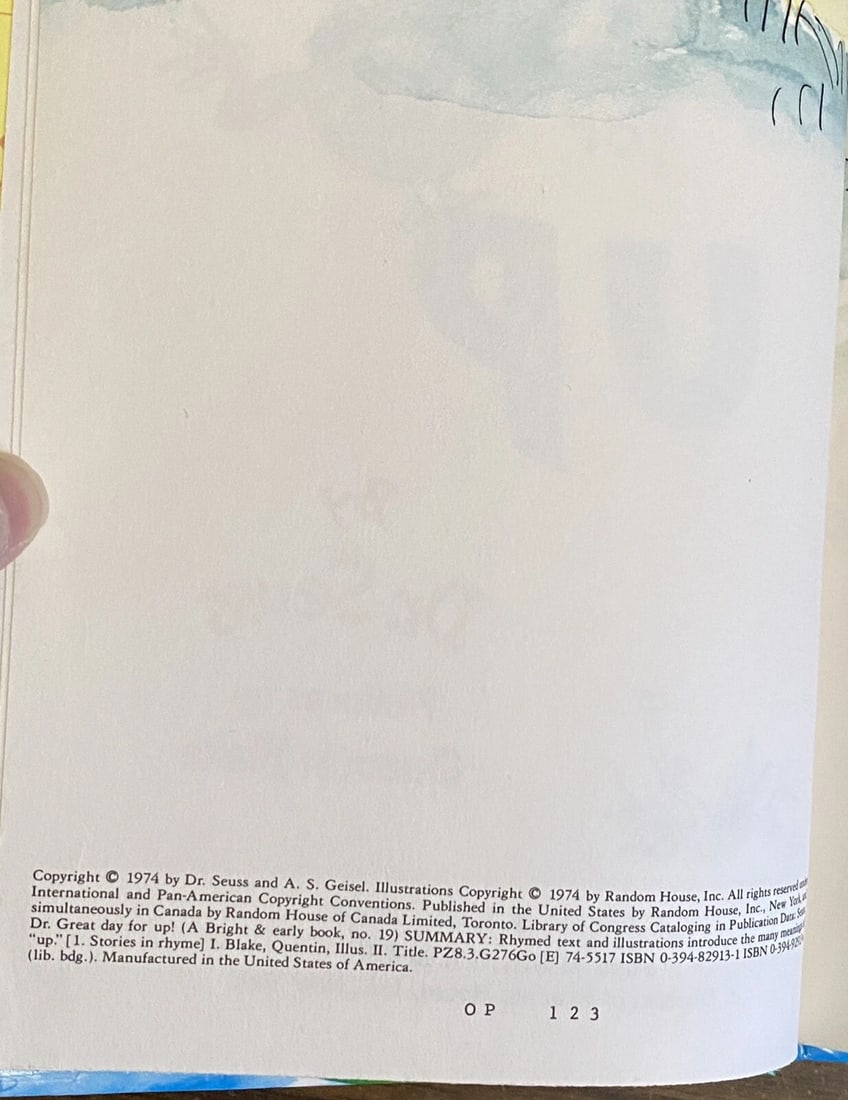 Copyright © 1974 by Dr. Seuss and A. S. Geisel. Illustrations Copyright © 1974 by Random House, Inc. All rights reserved
International and Pan-American Copyright Conventions. Published in the United States by Random House, Inc., New York,
simultaneously in Canada by Random House of Canada Limited, Toronto. Library of Congress Cataloging in Publication Data:
Dr. Great day for up! (A Bright & early book, no. 19) SUMMARY: Rhymed text and illustrations introduce the many
"up." [1. Stories in rhyme] I. Blake, Quentin, Illus. II. Title. PZ8.3.G276Go [E] 74-5517 ISBN 0-394-82913-1 ISBN
(lib. bdg.). Manufactured in the United States of America.
O P 1 2 3